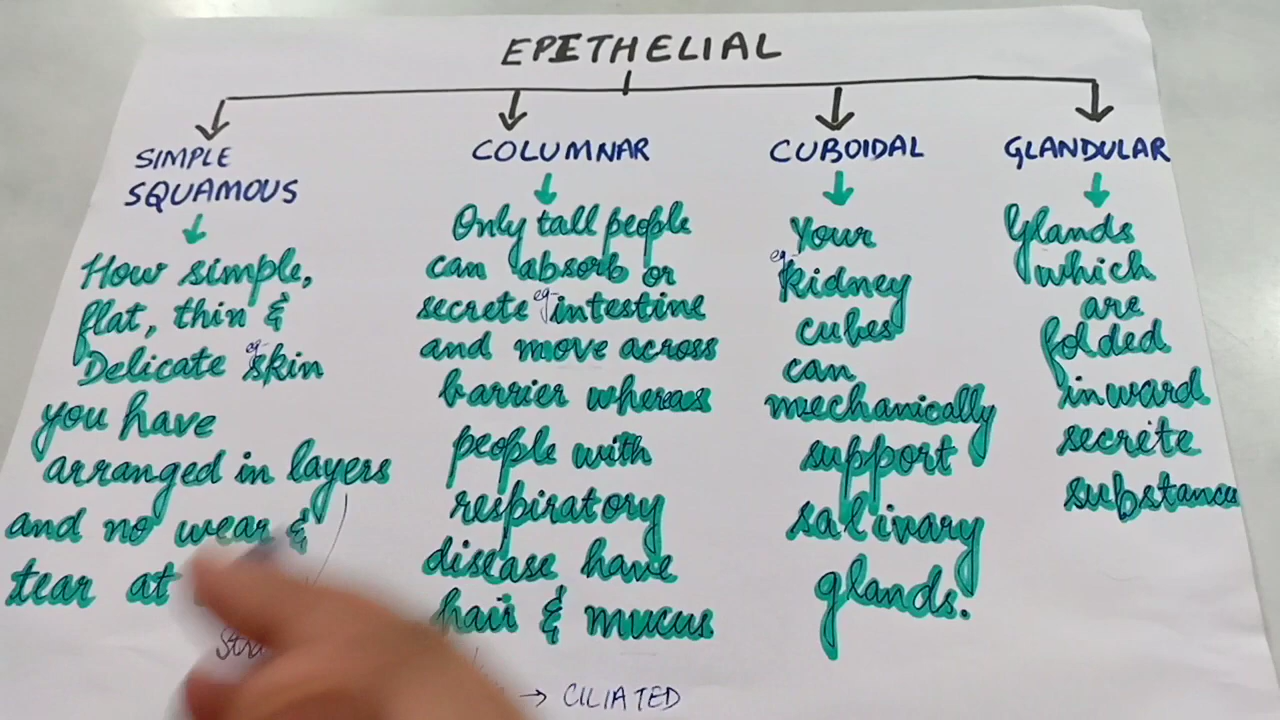 EPITHELIAL
SIMPLE
SQUAMOUS
How simple,
flat, thin &
Delicate eg- skin
you have
arranged in layers
and no wear &
tear at
COLUMNAR
Only tall people
can absorb or
secrete eg- intestine
and move across
barrier whereas
people with
respiratory
disease have
hair & mucus
→ CILIATED
CUBOIDAL
Your
eg- kidney
cubes
can
mechanically
support
salivary
glands.
GLANDULAR
Glands
which
are
folded
inward
secrete
substances